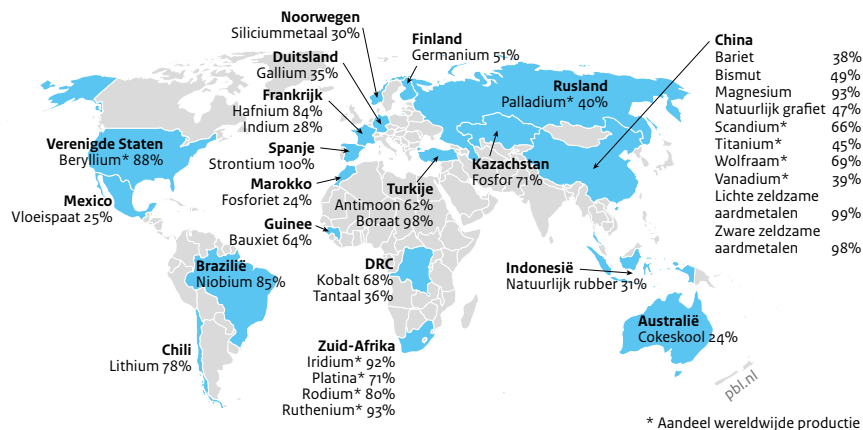 Noorwegen
Siliciummetaal 30%
Finland
Germanium 51%
Duitsland
Gallium 35%
Frankrijk
Hafnium 84%
Indium 28%
Spanje
Strontium 100%
Marokko
Fosforiet 24%
Guinee
Bauxiet 64%
Verenigde Staten
Beryllium* 88%
Mexico
Vloeispaat 25%
Brazilië
Niobium 85%
Chili
Lithium 78%
Turkije
Antimoon 62%
Boraat 98%
DRC
Kobalt 68%
Tantaal 36%
Zuid-Afrika
Iridium* 92%
Platina* 71%
Rodium* 80%
Ruthenium* 93%
Rusland
Palladium* 40%
Kazachstan
Fosfor 71%
Indonesië
Natuurlijk rubber 31%
Australië
Cokeskool 24%
China
Bariet 38%
Bismut 49%
Magnesium 93%
Natuurlijk grafiet 47%
Scandium* 66%
Titanium* 45%
Wolfraam* 69%
Vanadium* 39%
Lichte zeldzame
aardmetalen 99%
Zware zeldzame
aardmetalen 98%
pbl.nl
* Aandeel wereldwijde productie